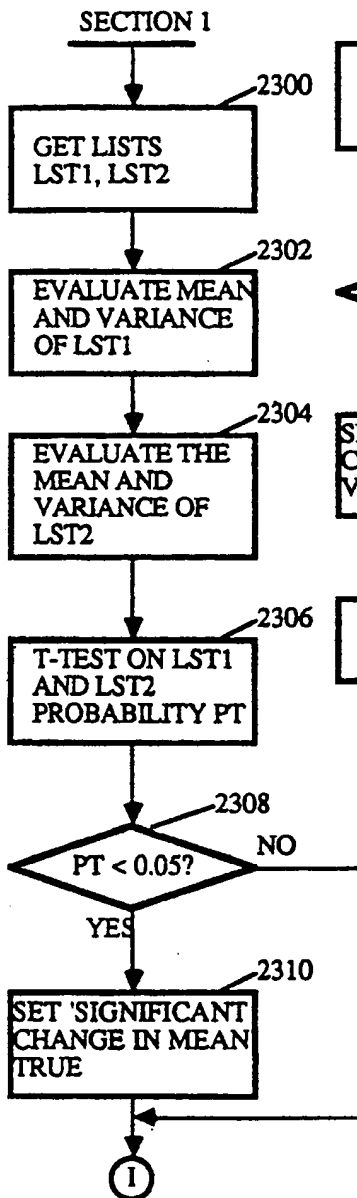 SECTION 1
2300
GET LISTS
LST1, LST2
2302
EVALUATE MEAN
AND VARIANCE
OF LST1
2304
EVALUATE THE
MEAN AND
VARIANCE OF
LST2
2306
T-TEST ON LST1
AND LST2
PROBABILITY PT
2308
PT < 0.05?
NO
YES
2310
SET 'SIGNIFICANT
CHANGE IN MEAN
TRUE
I